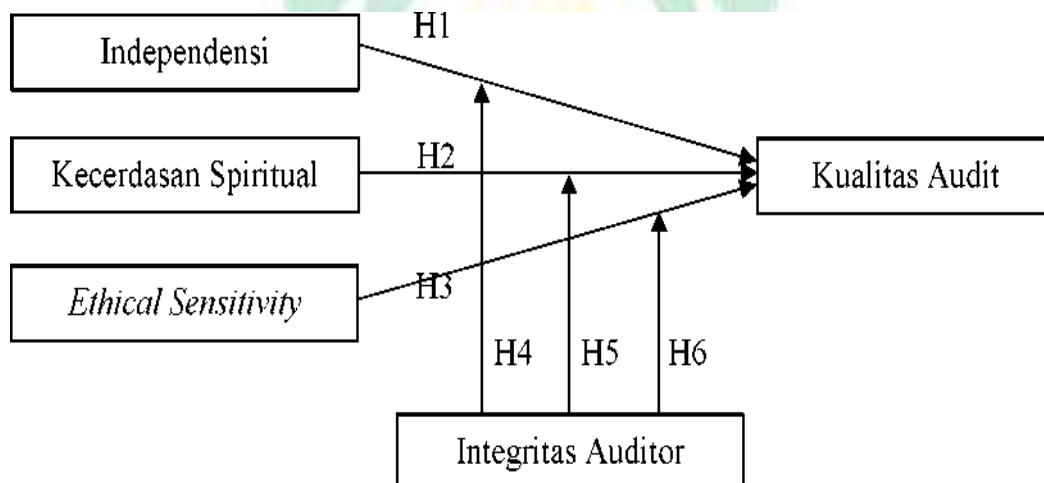 H1
Independensi
H2
Kecerdasan Spiritual
Kualitas Audit
H3
Ethical Sensitivity
H4
H5
H6
Integritas Auditor